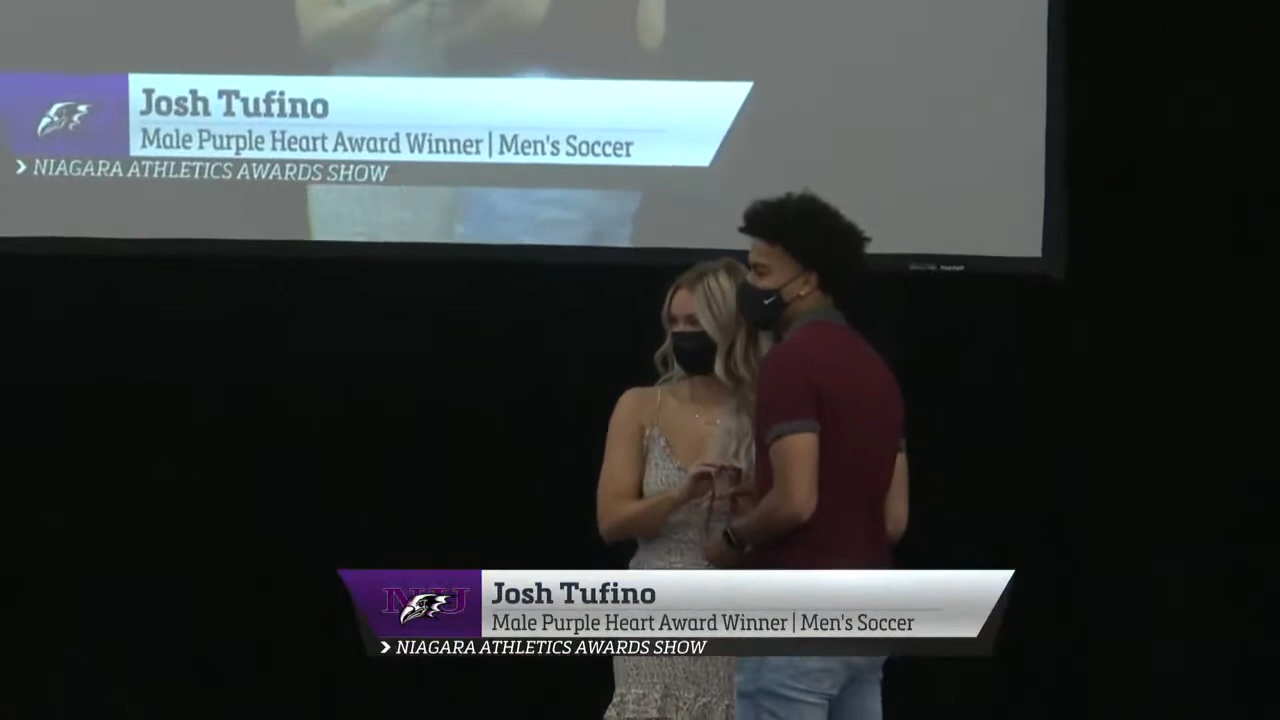 Josh Tufino
Male Purple Heart Award Winner | Men's Soccer
NIAGARA ATHLETICS AWARDS SHOW
NU
Josh Tufino
Male Purple Heart Award Winner | Men's Soccer
NIAGARA ATHLETICS AWARDS SHOW